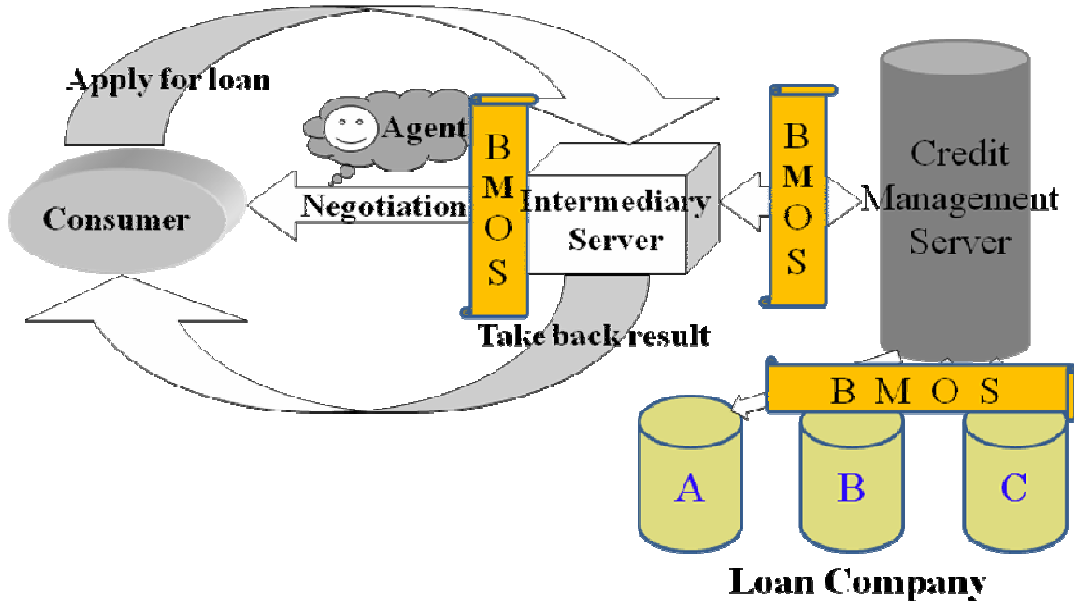 Apply for loan
Agent
Negotiation
Consumer
B
M
O
S
Intermediary
Server
Take back result
B
M
O
S
Credit
Management
Server
B M O S
A
B
C
Loan Company